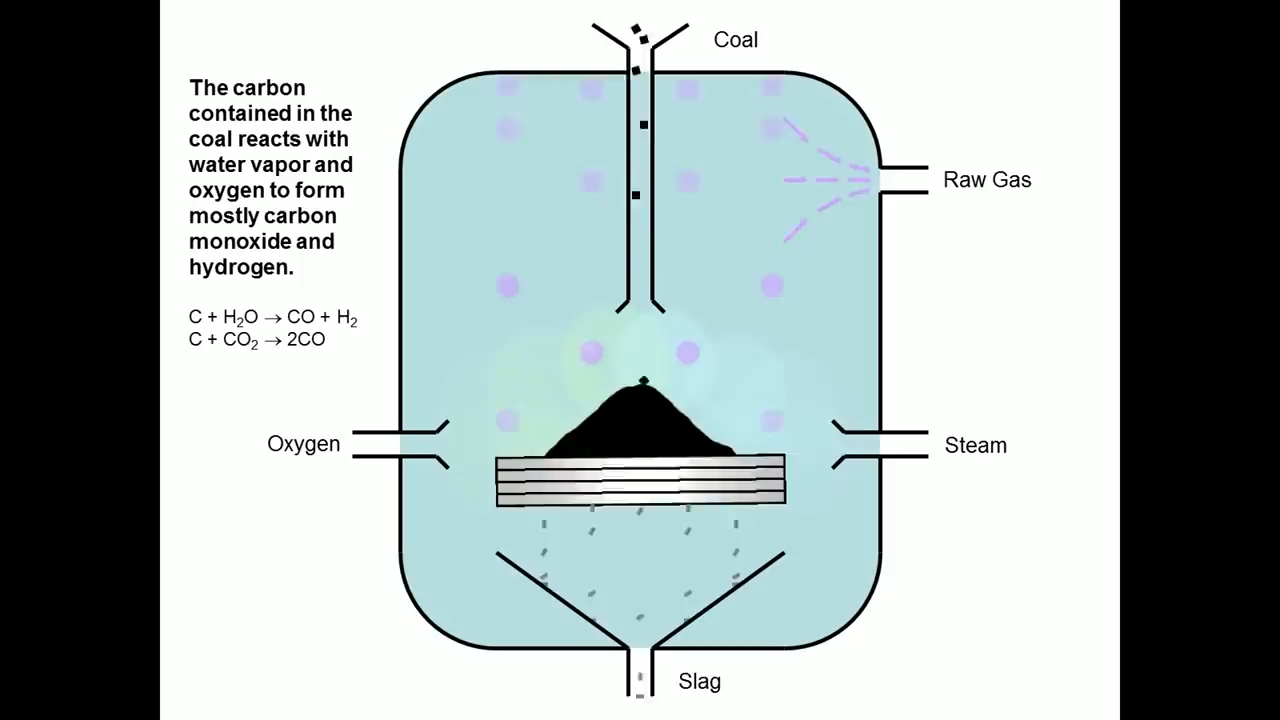 Coal
The carbon
contained in the
coal reacts with
water vapor and
oxygen to form
mostly carbon
monoxide and
hydrogen.
Raw Gas
C + H₂O → CO + H₂
C + CO₂ → 2CO
Oxygen
Steam
Slag